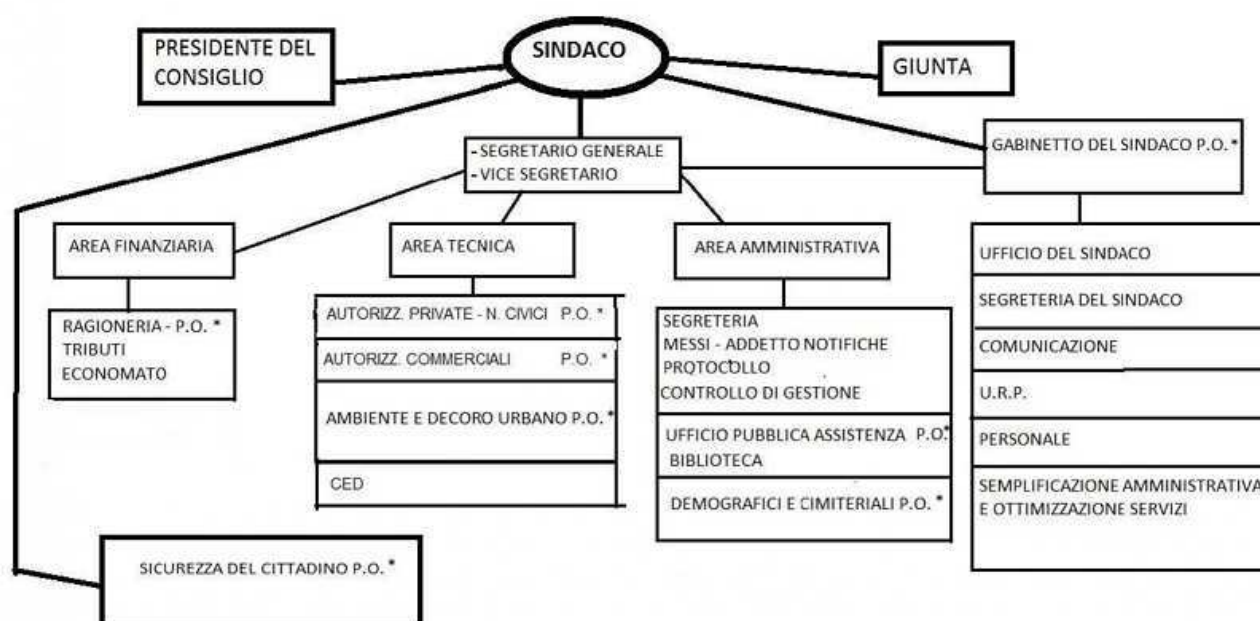 PRESIDENTE DEL
CONSIGLIO
SINDACO
GIUNTA
- SEGRETARIO GENERALE
- VICE SEGRETARIO
GABINETTO DEL SINDACO P.O. *
AREA FINANZIARIA
RAGIONERIA - P.O. *
TRIBUTI
ECONOMATO
AREA TECNICA
AUTORIZZ. PRIVATE - N. CIVICI P.O. *
AUTORIZZ. COMMERCIALI P.O. *
AMBIENTE E DECORO URBANO P.O. *
CED
AREA AMMINISTRATIVA
SEGRETERIA
MESSI - ADDETTO NOTIFICHE
PROTOCOLLO
CONTROLLO DI GESTIONE
UFFICIO PUBBLICA ASSISTENZA P.O. *
BIBLIOTECA
DEMOGRAFICI E CIMITERIALI P.O. *
UFFICIO DEL SINDACO
SEGRETERIA DEL SINDACO
COMUNICAZIONE
U.R.P.
PERSONALE
SEMPLIFICAZIONE AMMINISTRATIVA
E OTTIMIZZAZIONE SERVIZI
SICUREZZA DEL CITTADINO P.O. *